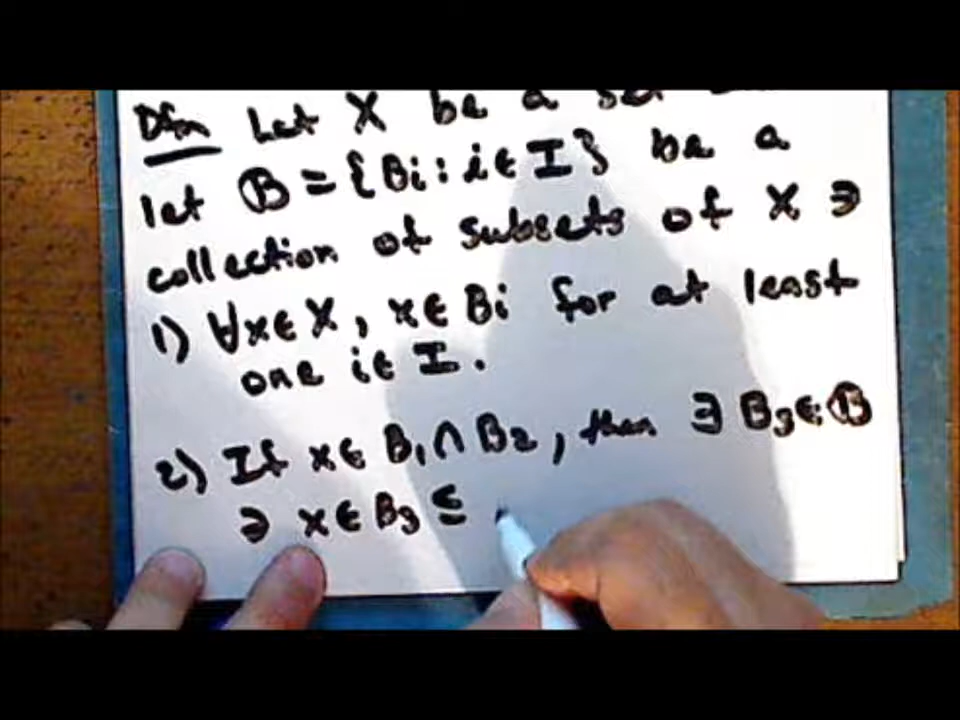 Dfn Let X be a set
let 𝔹 = {Bi : i ∈ I} be a
collection of subsets of X ∋
1) ∀x ∈ X, x ∈ Bi for at least
one i ∈ I.
2) If x ∈ B₁ ∩ B₂, then ∃ B₃ ∈ 𝔹
∋ x ∈ B₃ ⊆